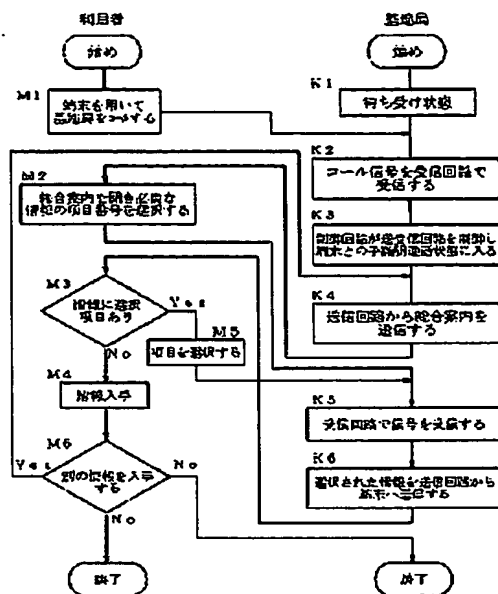 利用者
始め
M1
端末を用いて
基地局をコールする
M2
総合案内を聞き必要な
情報の項目番号を選択する
M3
情報に選択
項目あり
Yes
No
M5
項目を選択する
M4
情報入手
M6
別の情報を入手
する
Yes
No
No
終了
基地局
始め
K1
待ち受け状態
K2
コール信号を受信回路で
受信する
K3
制御回路が送受信回路を制御し
端末との
通話状態に入る
K4
送信回路から総合案内を
送信する
K5
受信回路で信号を受信する
K6
選択された情報を送信回路から
端末へ送信する
終了